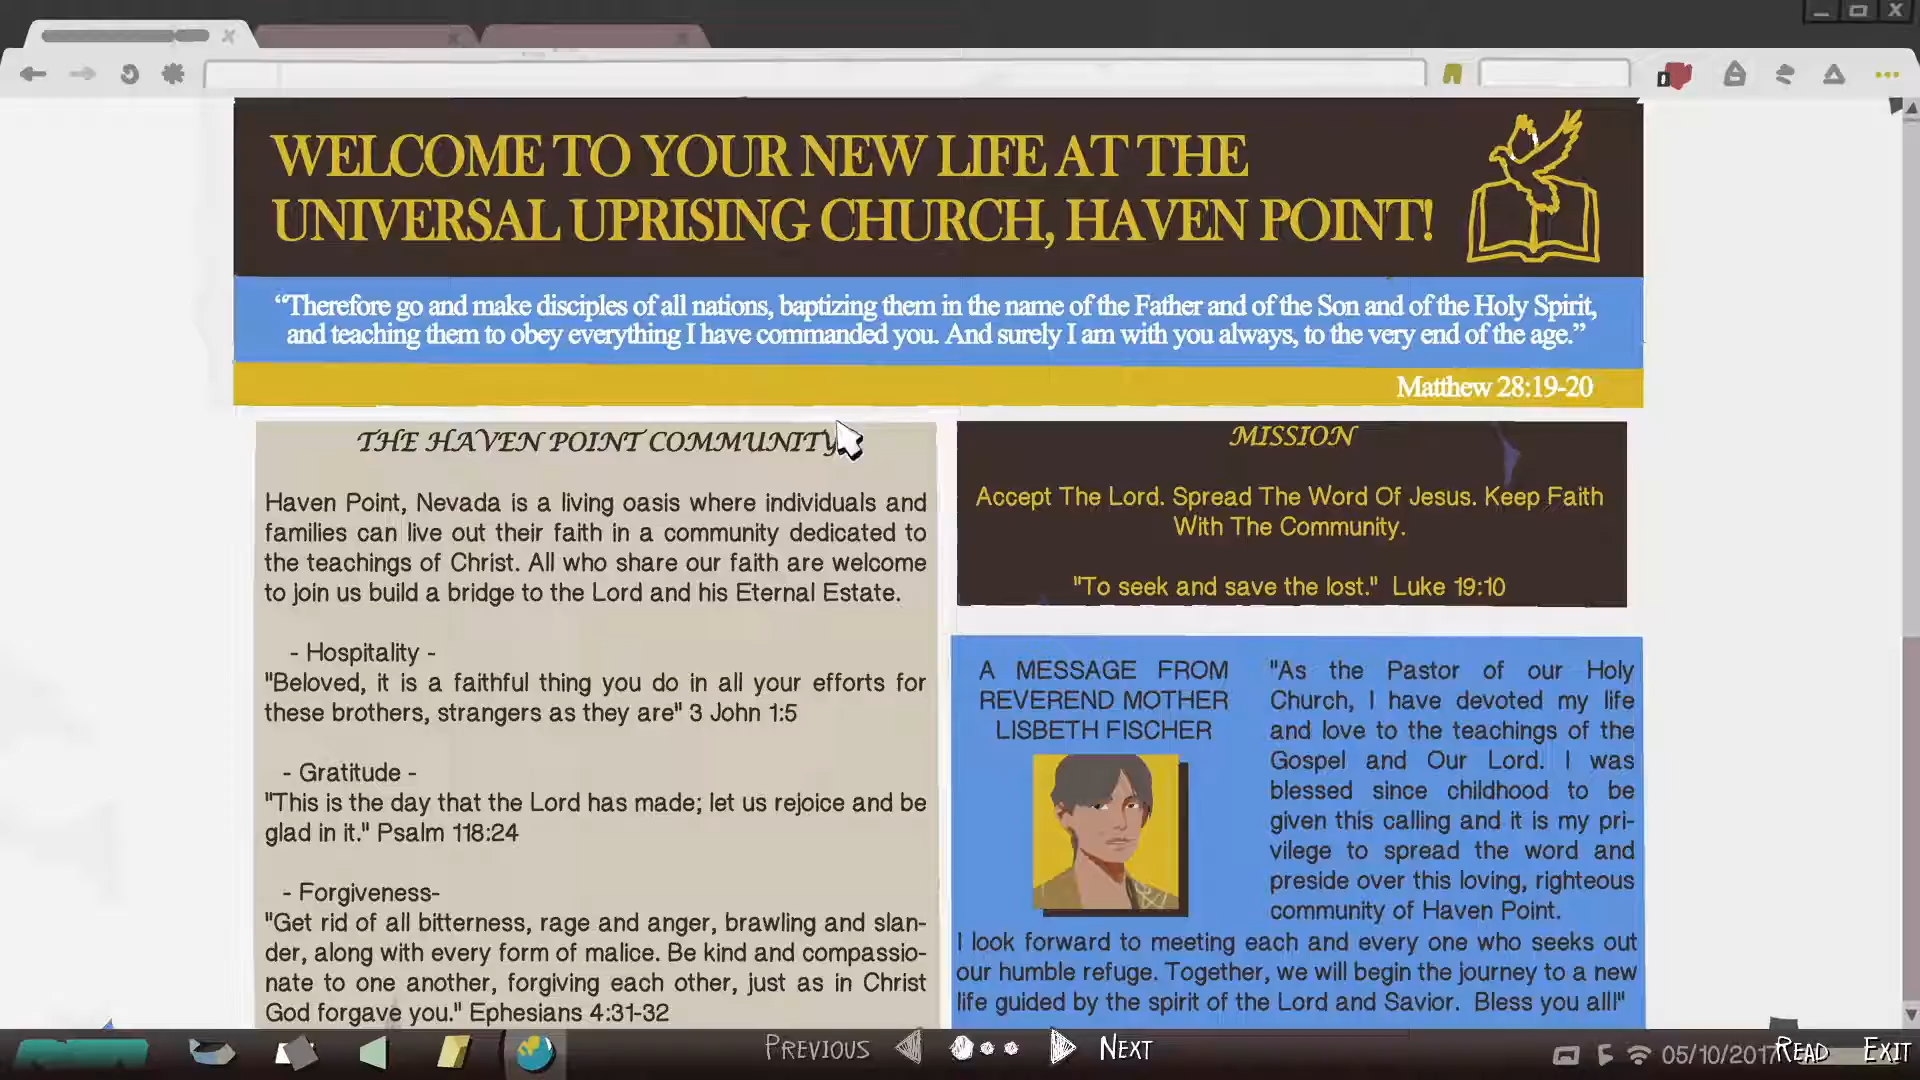 WELCOME TO YOUR NEW LIFE AT THE
UNIVERSAL UPRISING CHURCH, HAVEN POINT!
“Therefore go and make disciples of all nations, baptizing them in the name of the Father and of the Son and of the Holy Spirit,
and teaching them to obey everything I have commanded you. And surely I am with you always, to the very end of the age.”
Matthew 28:19-20
THE HAVEN POINT COMMUNITY
Haven Point, Nevada is a living oasis where individuals and
families can live out their faith in a community dedicated to
the teachings of Christ. All who share our faith are welcome
to join us build a bridge to the Lord and his Eternal Estate.
- Hospitality -
"Beloved, it is a faithful thing you do in all your efforts for
these brothers, strangers as they are" 3 John 1:5
- Gratitude -
"This is the day that the Lord has made; let us rejoice and be
glad in it." Psalm 118:24
- Forgiveness-
"Get rid of all bitterness, rage and anger, brawling and slan-
der, along with every form of malice. Be kind and compassio-
nate to one another, forgiving each other, just as in Christ
God forgave you." Ephesians 4:31-32
MISSION
Accept The Lord. Spread The Word Of Jesus. Keep Faith
With The Community.
"To seek and save the lost."  Luke 19:10
A MESSAGE FROM
REVEREND MOTHER
LISBETH FISCHER
"As the Pastor of our Holy
Church, I have devoted my life
and love to the teachings of the
Gospel and Our Lord. I was
blessed since childhood to be
given this calling and it is my pri-
vilege to spread the word and
preside over this loving, righteous
community of Haven Point.
I look forward to meeting each and every one who seeks out
our humble refuge. Together, we will begin the journey to a new
life guided by the spirit of the Lord and Savior.  Bless you all!"
PREVIOUS
NEXT
05/10/2017
READ
EXIT